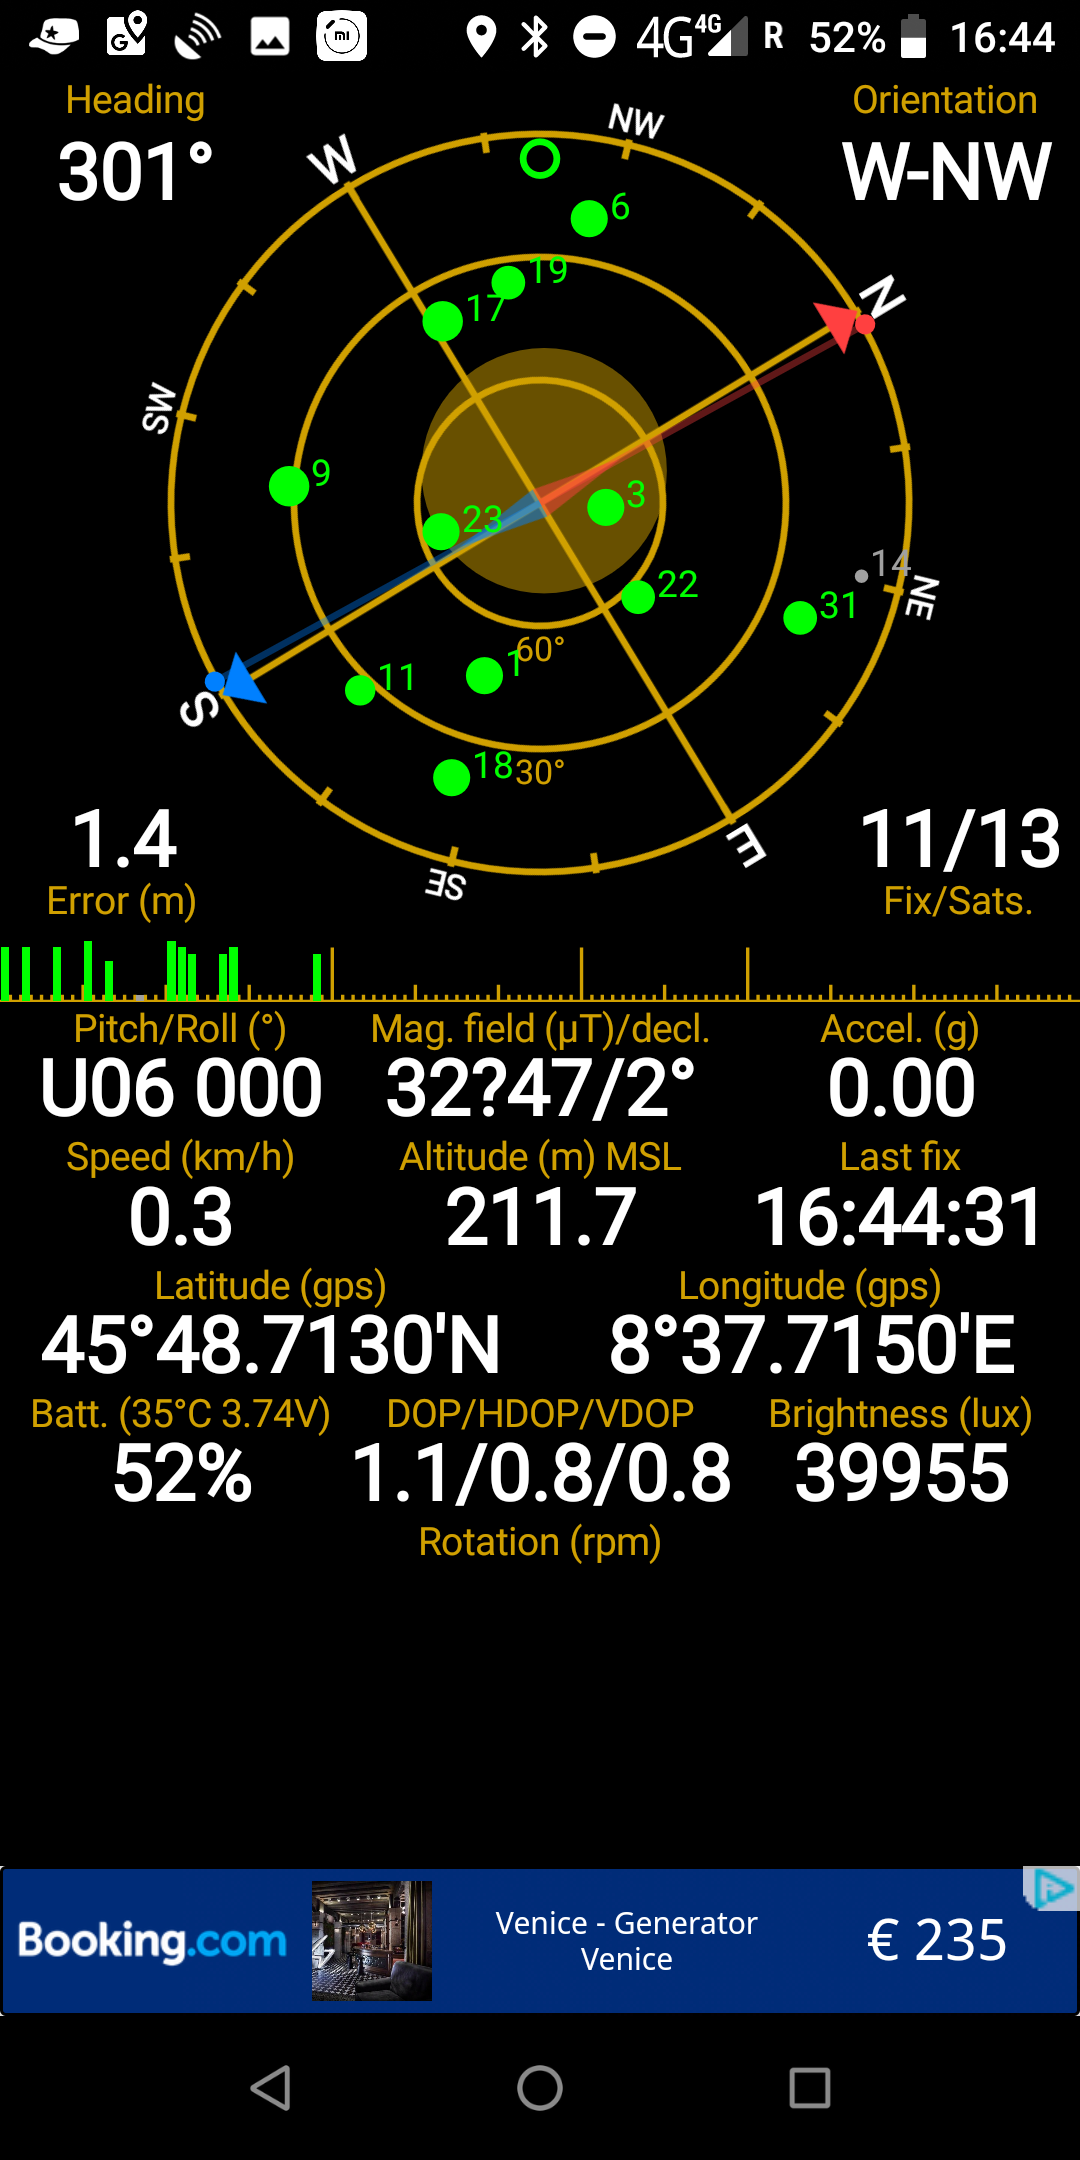 4G 4G R 52% 16:44
Heading
Orientation
301°
W-NW
NW
W
6
19
17
N
SW
9
3
23
14
22
31
NE
60°
1
11
S
18
30°
1.4
11/13
E
SE
Error (m)
Fix/Sats.
Pitch/Roll (°) Mag. field (µT)/decl. Accel. (g)
U06 000 32?47/2° 0.00
Speed (km/h) Altitude (m) MSL Last fix
0.3 211.7 16:44:31
Latitude (gps) Longitude (gps)
45°48.7130'N 8°37.7150'E
Batt. (35°C 3.74V) DOP/HDOP/VDOP Brightness (lux)
52% 1.1/0.8/0.8 39955
Rotation (rpm)
Booking.com
Venice - Generator
Venice
€ 235